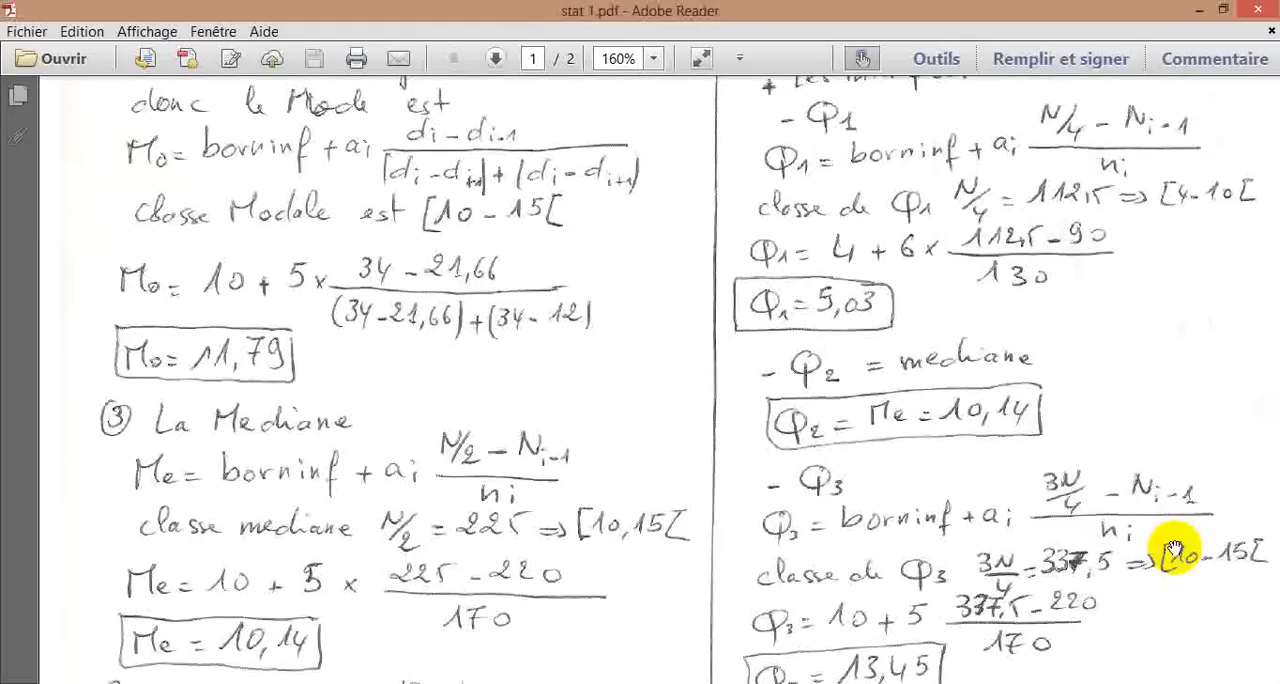 stat 1.pdf - Adobe Reader
Fichier Edition Affichage Fenêtre Aide
Ouvrir 1 / 2 160% Outils Remplir et signer Commentaire
donc le Mode est
Mo = borninf + ai (di - di-1) / ((di - di-1) + (di - di+1))
Classe Modale est [10 - 15[
Mo = 10 + 5 × (34 - 21,66) / ((34 - 21,66) + (34 - 12))
Mo = 11,79
③ La Mediane
Me = borninf + ai (N/2 - Ni-1) / ni
classe mediane N/2 = 225 => [10,15[
Me = 10 + 5 × (225 - 220) / 170
Me = 10,14
- Q1
Q1 = borninf + ai (N/4 - Ni-1) / ni
classe de Q1 N/4 = 112,5 => [4-10[
Q1 = 4 + 6 × (112,5 - 90) / 130
Q1 = 5,03
- Q2 = mediane
Q2 = Me = 10,14
- Q3
Q3 = borninf + ai (3N/4 - Ni-1) / ni
classe de Q3 3N/4 = 337,5 => [10-15[
Q3 = 10 + 5 (337,5 - 220) / 170
= 13,45